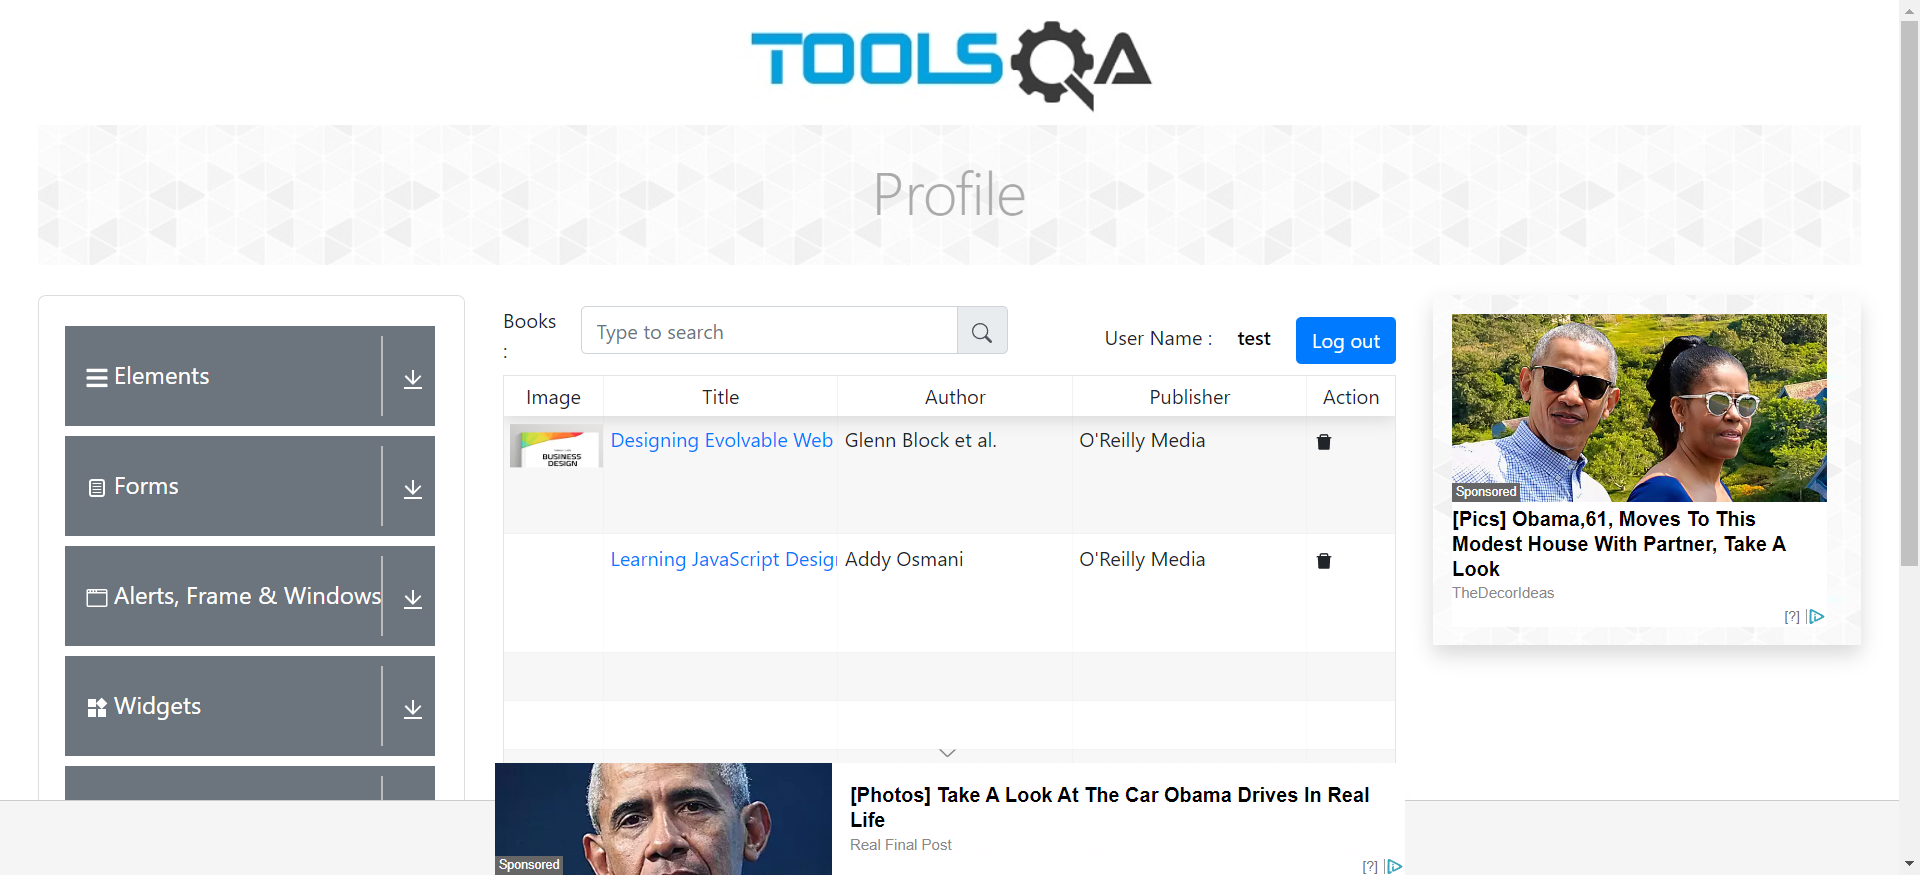 TOOLSQA
Profile
Elements
Forms
Alerts, Frame & Windows
Widgets
Books
:
Type to search
User Name :
test
Log out
Image
Title
Author
Publisher
Action
BUSINESS
DESIGN
Designing Evolvable Web
Glenn Block et al.
O'Reilly Media
Learning JavaScript Desig
Addy Osmani
O'Reilly Media
Sponsored
[Pics] Obama,61, Moves To This
Modest House With Partner, Take A
Look
TheDecorIdeas
[?]
Sponsored
[Photos] Take A Look At The Car Obama Drives In Real
Life
Real Final Post
[?]